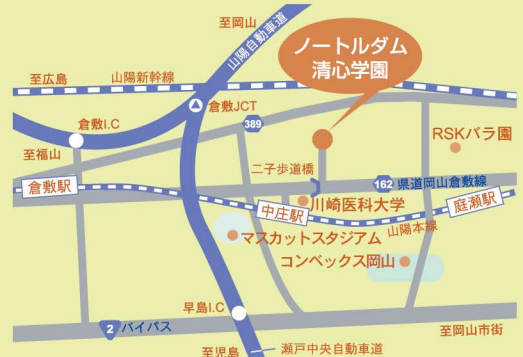 至岡山
山陽自動車道
ノートルダム
清心学園
至広島
山陽新幹線
倉敷JCT
389
倉敷I.C
RSKバラ園
至福山
二子歩道橋
162
県道岡山倉敷線
倉敷駅
川崎医科大学
庭瀬駅
中庄駅
山陽本線
マスカットスタジアム
コンベックス岡山
早島I.C
2
バイパス
至岡山市街
至児島
瀬戸中央自動車道